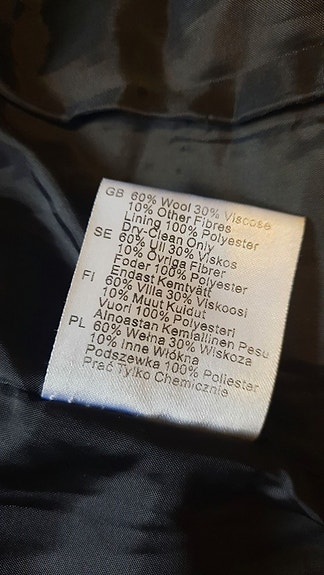 GB 60% Wool 30% Viscose
10% Other Fibres
Lining 100% Polyester
Dry-Clean Only
SE 60% Ull 30% Viskos
10% Övriga Fibrer
Foder 100% Polyester
Endast Kemtvätt
FI 60% Villa 30% Viskoosi
10% Muut Kuidut
Vuori 100% Polyesteri
Ainoastan Kemiallinen Pesu
PL 60% Wełna 30% Wiskoza
10% Inne Włókna
Podszewka 100% Poliester
Prać Tylko Chemicznie